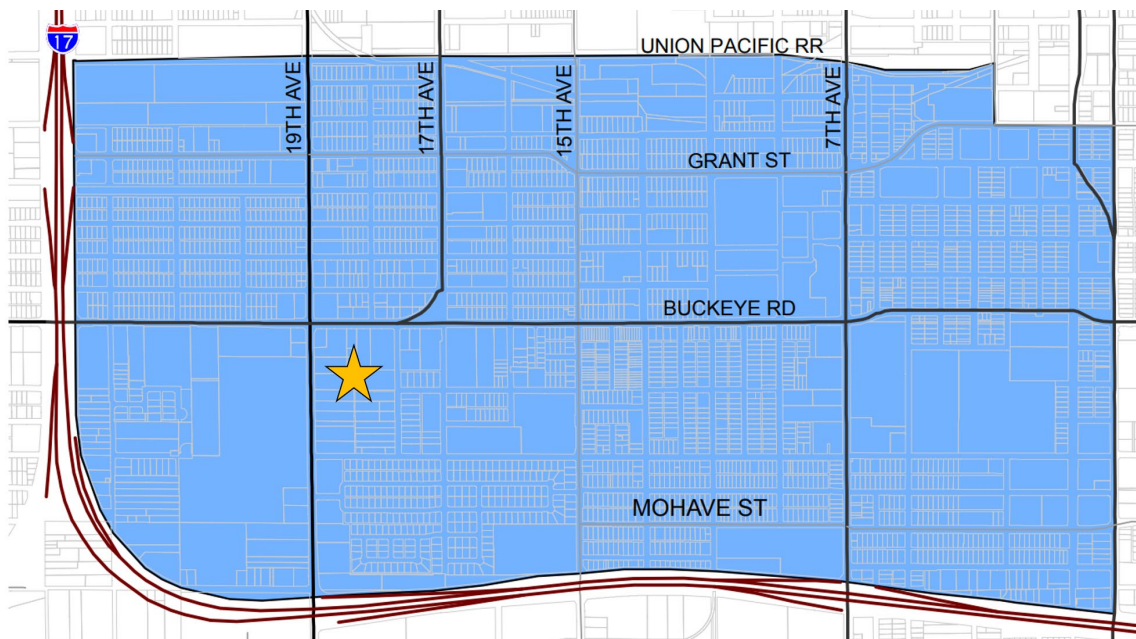 17
UNION PACIFIC RR
19TH AVE
17TH AVE
15TH AVE
7TH AVE
GRANT ST
BUCKEYE RD
MOHAVE ST